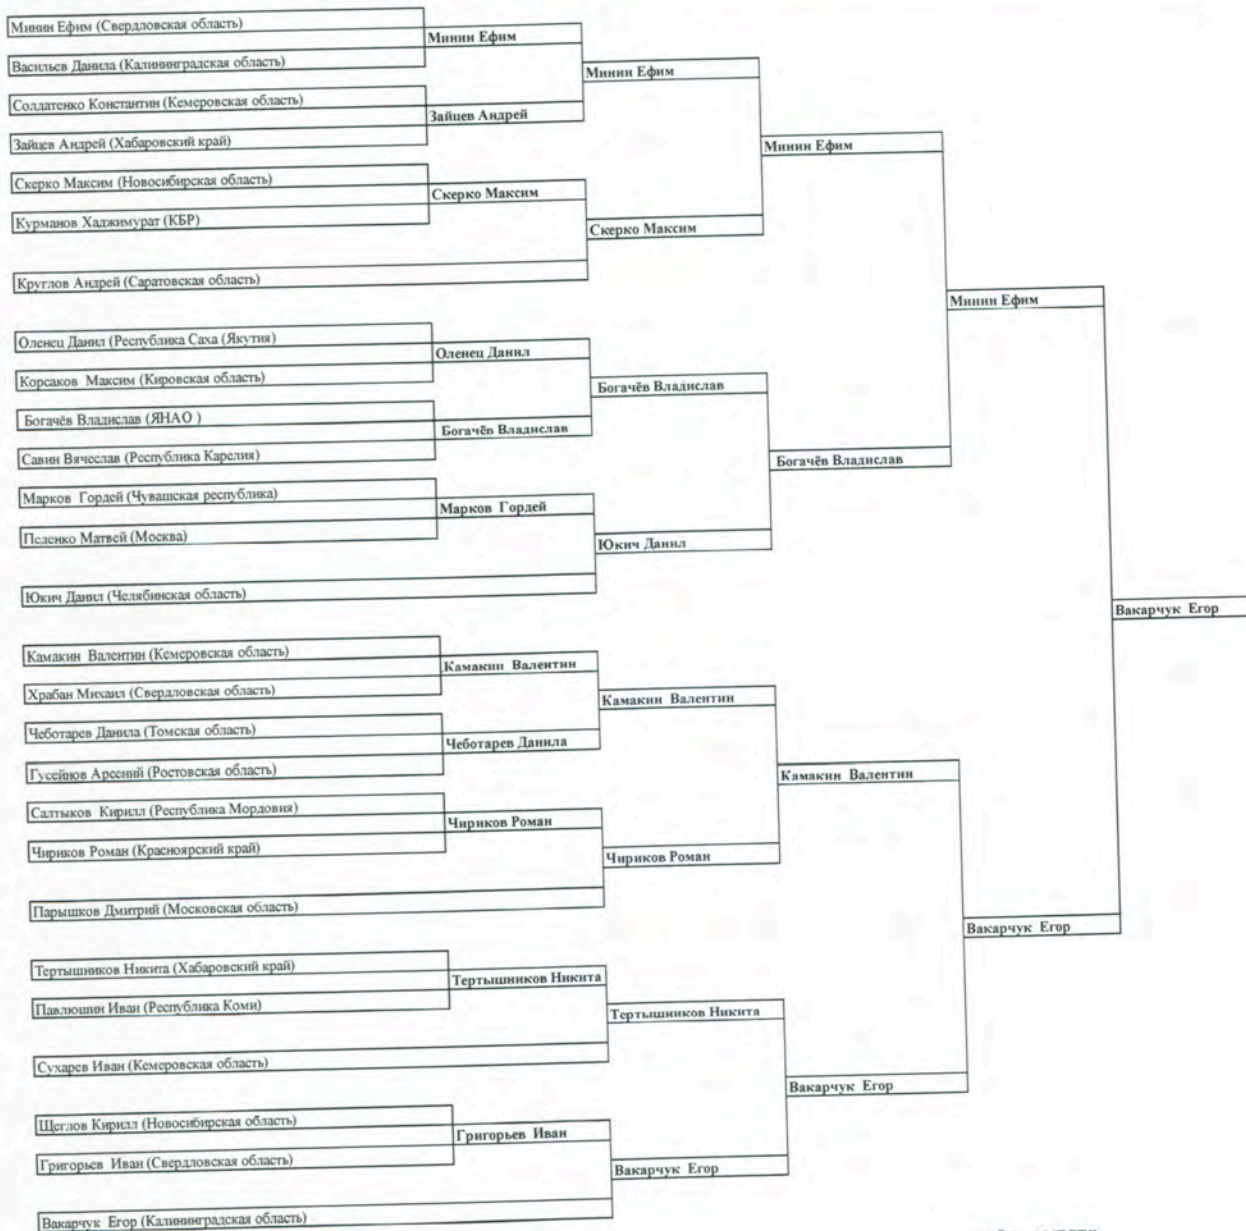 Минин Ефим (Свердловская область)
Минин Ефим
Васильев Данила (Калининградская область)
Минин Ефим
Солдатенко Константин (Кемеровская область)
Зайцев Андрей
Зайцев Андрей (Хабаровский край)
Минин Ефим
Скерко Максим (Новосибирская область)
Скерко Максим
Курманов Хаджимурат (КБР)
Скерко Максим
Круглов Андрей (Саратовская область)
Минин Ефим
Оленец Данил (Республика Саха (Якутия)
Оленец Данил
Корсаков Максим (Кировская область)
Богачёв Владислав
Богачёв Владислав (ЯНАО )
Богачёв Владислав
Савин Вячеслав (Республика Карелия)
Богачёв Владислав
Марков Гордей (Чувашская республика)
Марков Гордей
Пеленко Матвей (Москва)
Юкич Данил
Юкич Данил (Челябинская область)
Вакарчук Егор
Камакин Валентин (Кемеровская область)
Камакин Валентин
Храбан Михаил (Свердловская область)
Камакин Валентин
Чеботарев Данила (Томская область)
Чеботарев Данила
Гусейнов Арсений (Ростовская область)
Камакин Валентин
Салтыков Кирилл (Республика Мордовия)
Чириков Роман
Чириков Роман (Красноярский край)
Чириков Роман
Парышков Дмитрий (Московская область)
Вакарчук Егор
Тертышников Никита (Хабаровский край)
Тертышников Никита
Павлюшин Иван (Республика Коми)
Тертышников Никита
Сухарев Иван (Кемеровская область)
Вакарчук Егор
Щеглов Кирилл (Новосибирская область)
Григорьев Иван
Григорьев Иван (Свердловская область)
Вакарчук Егор
Вакарчук Егор (Калининградская область)